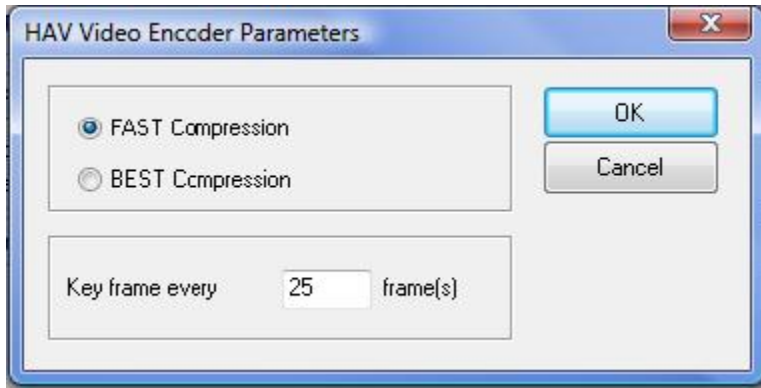 HAV Video Enccder Parameters
FAST Compression
BEST Ccmpression
Key frame every 25 frame(s)
OK
Cancel